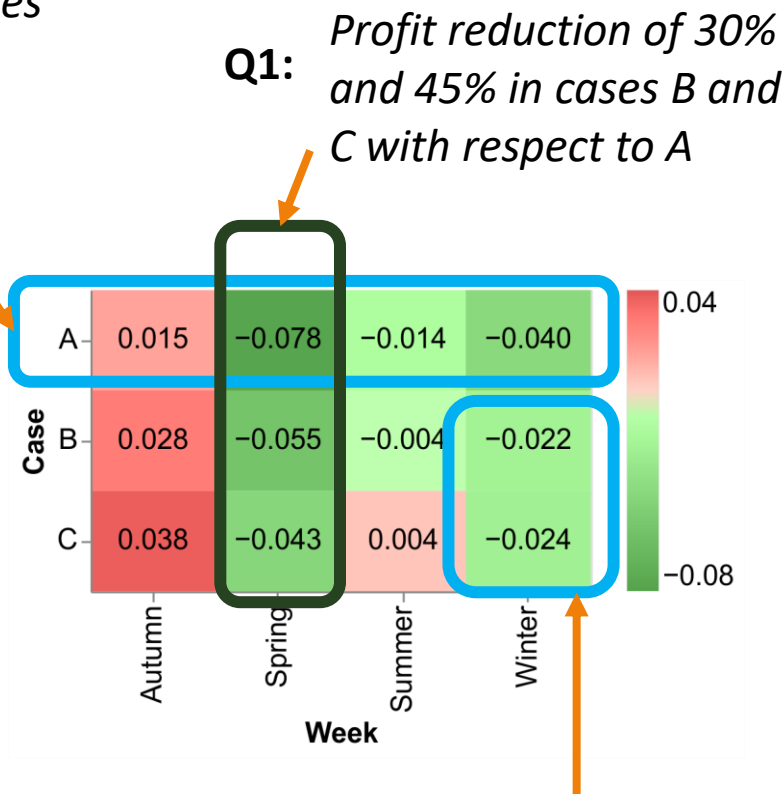 es
Q1: Profit reduction of 30%
and 45% in cases B and
C with respect to A
0.04
A 0.015 −0.078 −0.014 −0.040
B 0.028 −0.055 −0.004 −0.022
C 0.038 −0.043 0.004 −0.024
−0.08
Case
Autumn Spring Summer Winter
Week